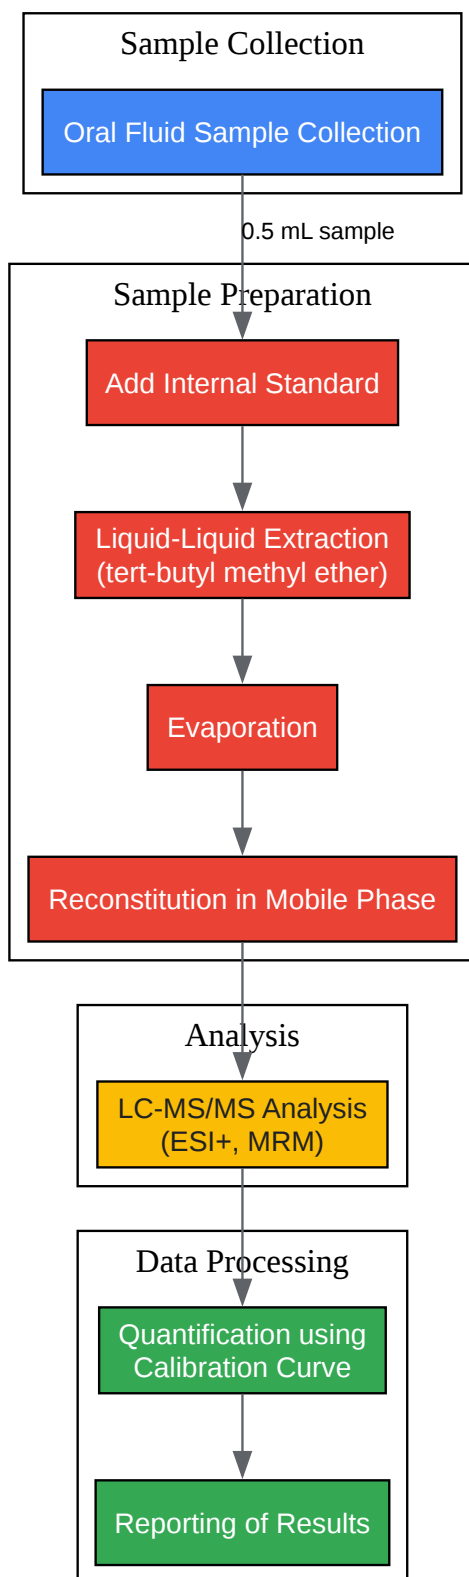 Sample Collection
Oral Fluid Sample Collection
0.5 mL sample
Sample Preparation
Add Internal Standard
Liquid-Liquid Extraction
(tert-butyl methyl ether)
Evaporation
Reconstitution in Mobile Phase
Analysis
LC-MS/MS Analysis
(ESI+, MRM)
Data Processing
Quantification using
Calibration Curve
Reporting of Results